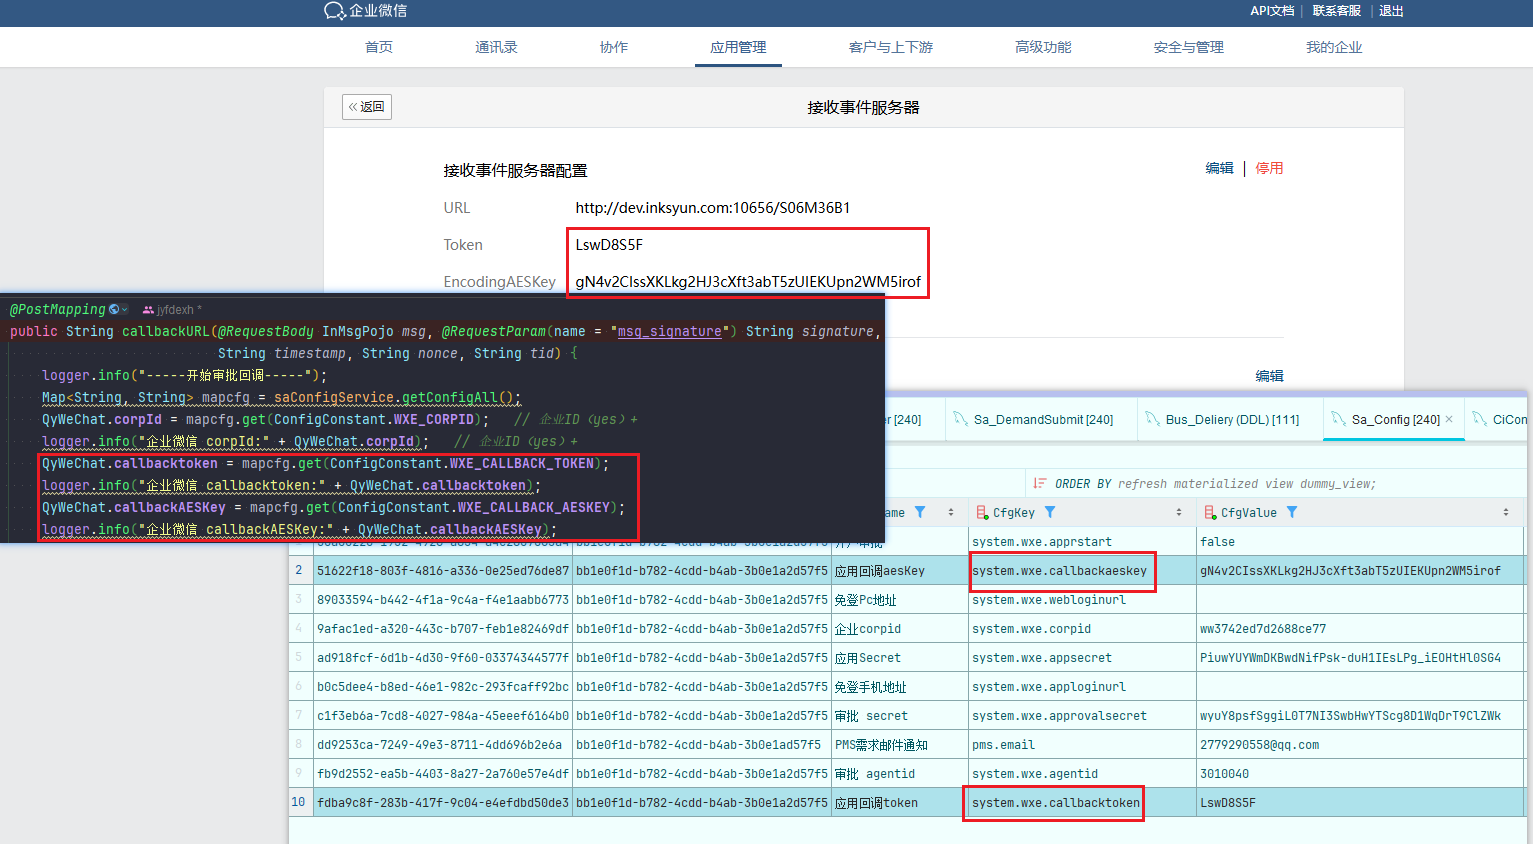 企业微信
API文档 | 联系客服 | 退出
首页 通讯录 协作 应用管理 客户与上下游 高级功能 安全与管理 我的企业
«返回
接收事件服务器
接收事件服务器配置
编辑 | 停用
URL http://dev.inksyun.com:10656/S06M36B1
Token LswD8S5F
EncodingAESKey gN4v2CIssXKLkg2HJ3cXft3abT5zUIEKUpn2WM5irof
编辑
@PostMapping jyfdexh *
public String callbackURL(@RequestBody InMsgPojo msg, @RequestParam(name = "msg_signature") String signature,
String timestamp, String nonce, String tid) {
logger.info("-----开始审批回调-----");
Map<String, String> mapcfg = saConfigService.getConfigAll();
QyWeChat.corpId = mapcfg.get(ConfigConstant.WXE_CORPID); // 企业ID（yes）+
logger.info("企业微信 corpId:" + QyWeChat.corpId); // 企业ID（yes）+
QyWeChat.callbacktoken = mapcfg.get(ConfigConstant.WXE_CALLBACK_TOKEN);
logger.info("企业微信 callbacktoken:" + QyWeChat.callbacktoken);
QyWeChat.callbackAESKey = mapcfg.get(ConfigConstant.WXE_CALLBACK_AESKEY);
logger.info("企业微信 callbackAESKey:" + QyWeChat.callbackAESKey);
er [240] Sa_DemandSubmit [240] Bus_Deliery (DDL) [111] Sa_Config [240] × CiCon
ORDER BY refresh materialized view dummy_view;
ame CfgKey CfgValue
system.wxe.apprstart false
2 51622f18-803f-4816-a336-0e25ed76de87 bb1e0f1d-b782-4cdd-b4ab-3b0e1a2d57f5 应用回调aesKey system.wxe.callbackaeskey gN4v2CIssXKLkg2HJ3cXft3abT5zUIEKUpn2WM5irof
3 89033594-b442-4f1a-9c4a-f4e1aabb6773 bb1e0f1d-b782-4cdd-b4ab-3b0e1a2d57f5 免登Pc地址 system.wxe.webloginurl
4 9afac1ed-a320-443c-b707-feb1e82469df bb1e0f1d-b782-4cdd-b4ab-3b0e1a2d57f5 企业corpid system.wxe.corpid ww3742ed7d2688ce77
5 ad918fcf-6d1b-4d30-9f60-03374344577f bb1e0f1d-b782-4cdd-b4ab-3b0e1a2d57f5 应用Secret system.wxe.appsecret PiuwYUYWmDKBwdNifPsk-duH1IEsLPg_iEOHtHl0SG4
6 b0c5dee4-b8ed-46e1-982c-293fcaff92bc bb1e0f1d-b782-4cdd-b4ab-3b0e1a2d57f5 免登手机地址 system.wxe.apploginurl
7 c1f3eb6a-7cd8-4027-984a-45eeef6164b0 bb1e0f1d-b782-4cdd-b4ab-3b0e1a2d57f5 审批 secret system.wxe.approvalsecret wyuY8psfSggiL0T7NI3SwbHwYTScg8D1WqDrT9ClZWk
8 dd9253ca-7249-49e3-8711-4dd696b2e6a bb1e0f1d-b782-4cdd-b4ab-3b0e1ad57f5 PMS需求邮件通知 pms.email 2779290558@qq.com
9 fb9d2552-ea5b-4403-8a27-2a760e57e4df bb1e0f1d-b782-4cdd-b4ab-3b0e1a2d57f5 审批 agentid system.wxe.agentid 3010040
10 fdba9c8f-283b-417f-9c04-e4efdbd50de3 bb1e0f1d-b782-4cdd-b4ab-3b0e1a2d57f5 应用回调token system.wxe.callbacktoken LswD8S5F